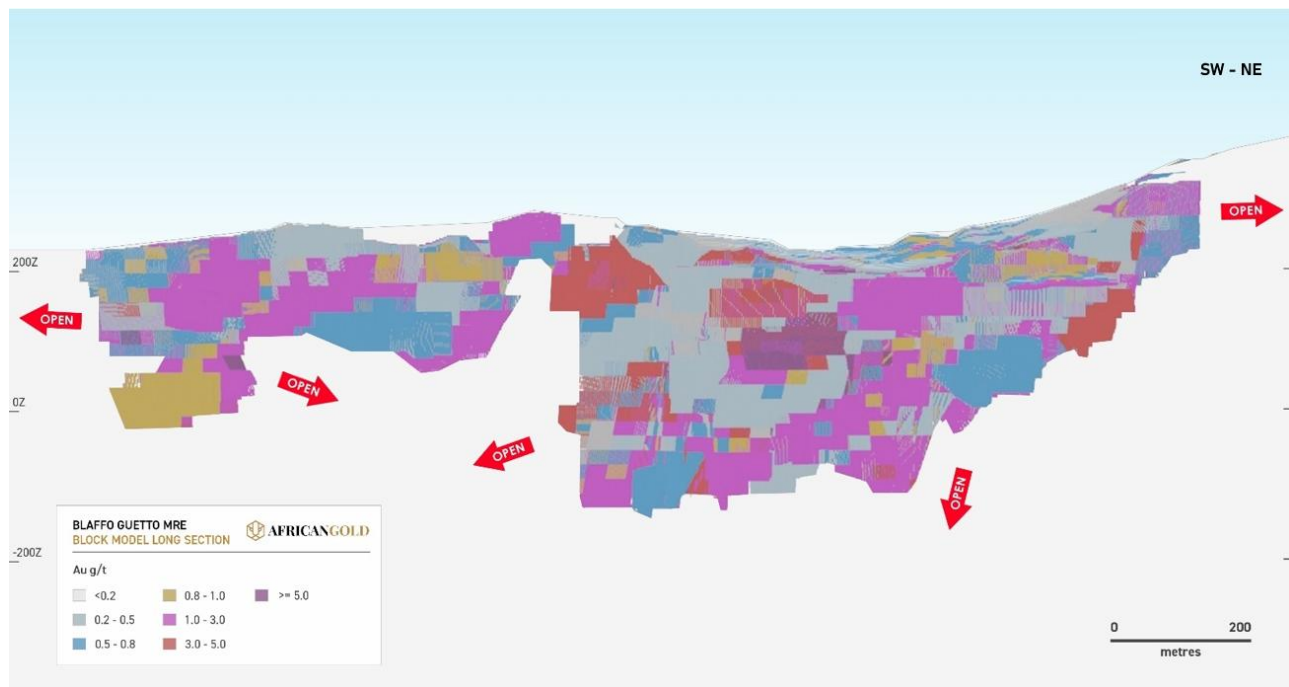 SW - NE
OPEN
200Z
OPEN
OPEN
0Z
OPEN
OPEN
-200Z
BLAFFO GUETTO MRE
BLOCK MODEL LONG SECTION
AFRICANGOLD
Au g/t
<0.2
0.8 - 1.0
>= 5.0
0.2 - 0.5
1.0 - 3.0
0.5 - 0.8
3.0 - 5.0
0 200
metres